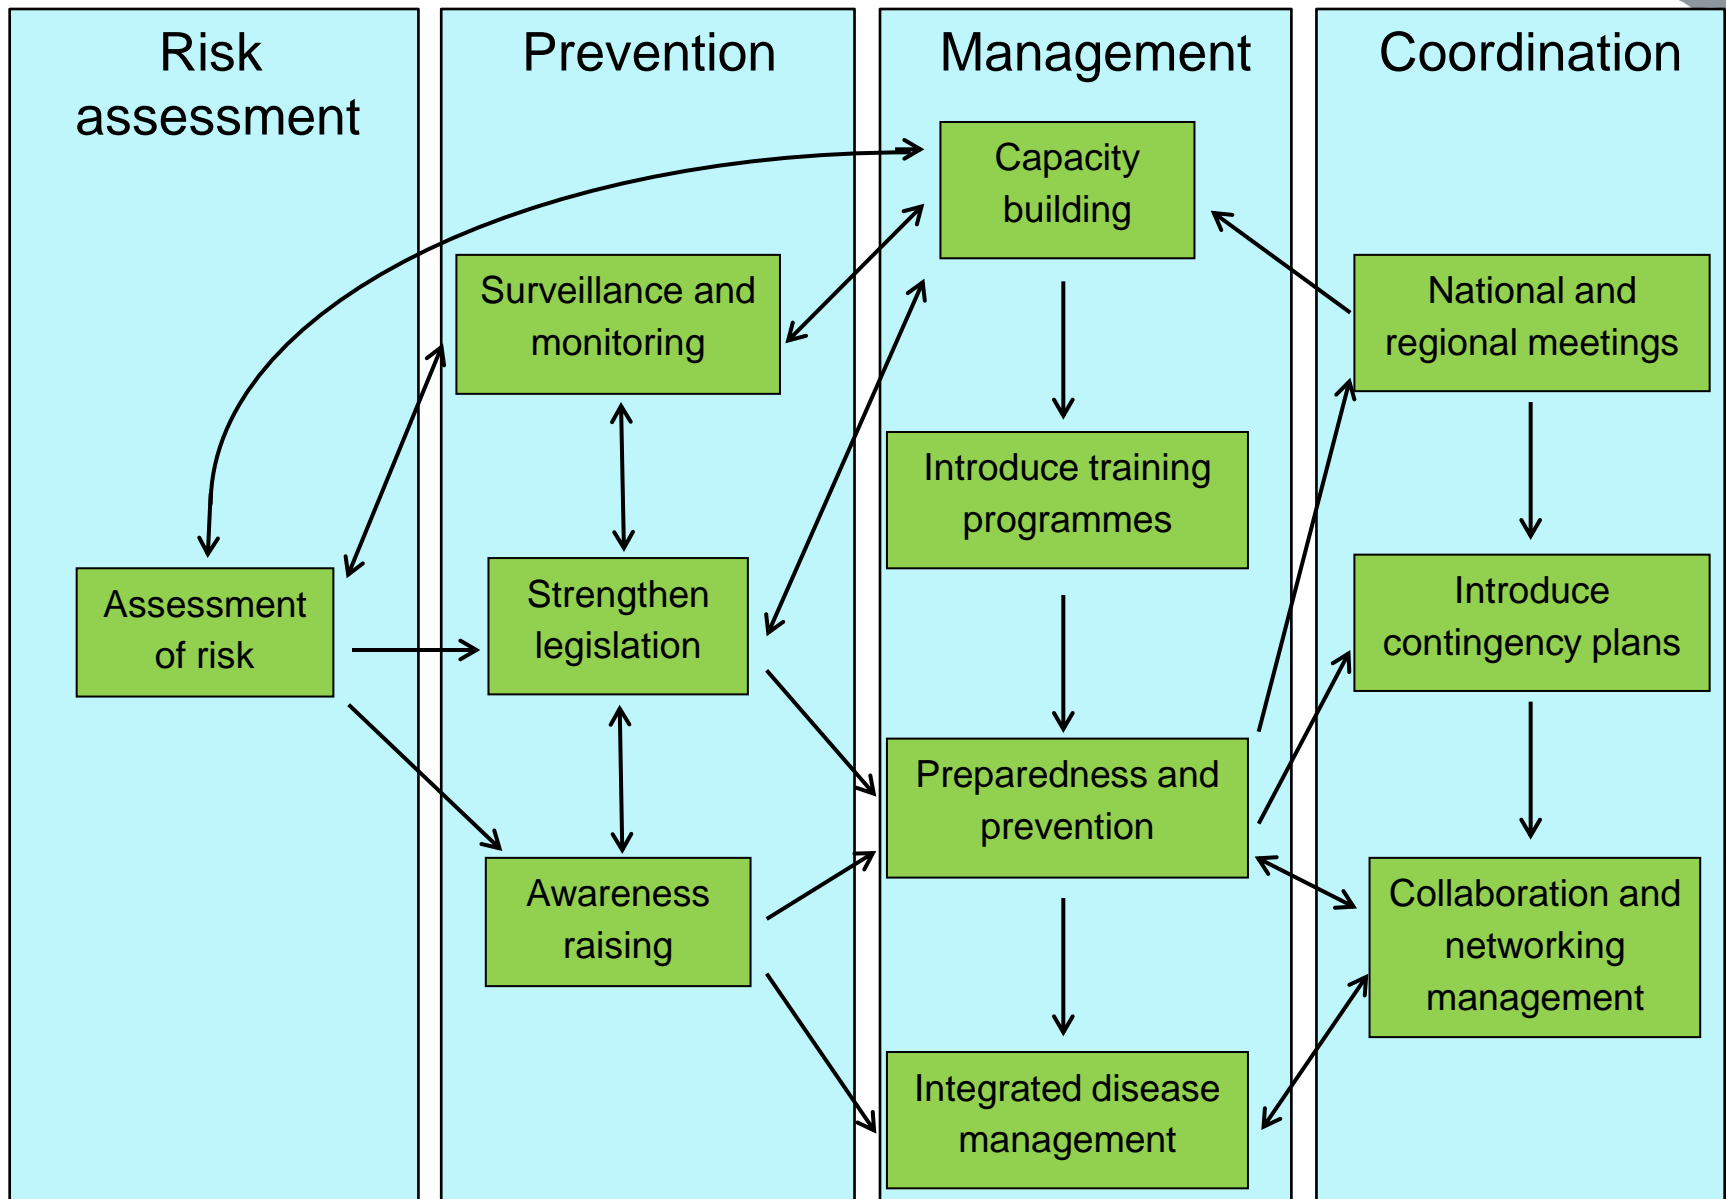 Risk
assessment
Prevention
Management
Coordination
Assessment
of risk
Surveillance and
monitoring
Strengthen
legislation
Awareness
raising
Capacity
building
Introduce training
programmes
Preparedness and
prevention
Integrated disease
management
National and
regional meetings
Introduce
contingency plans
Collaboration and
networking
management